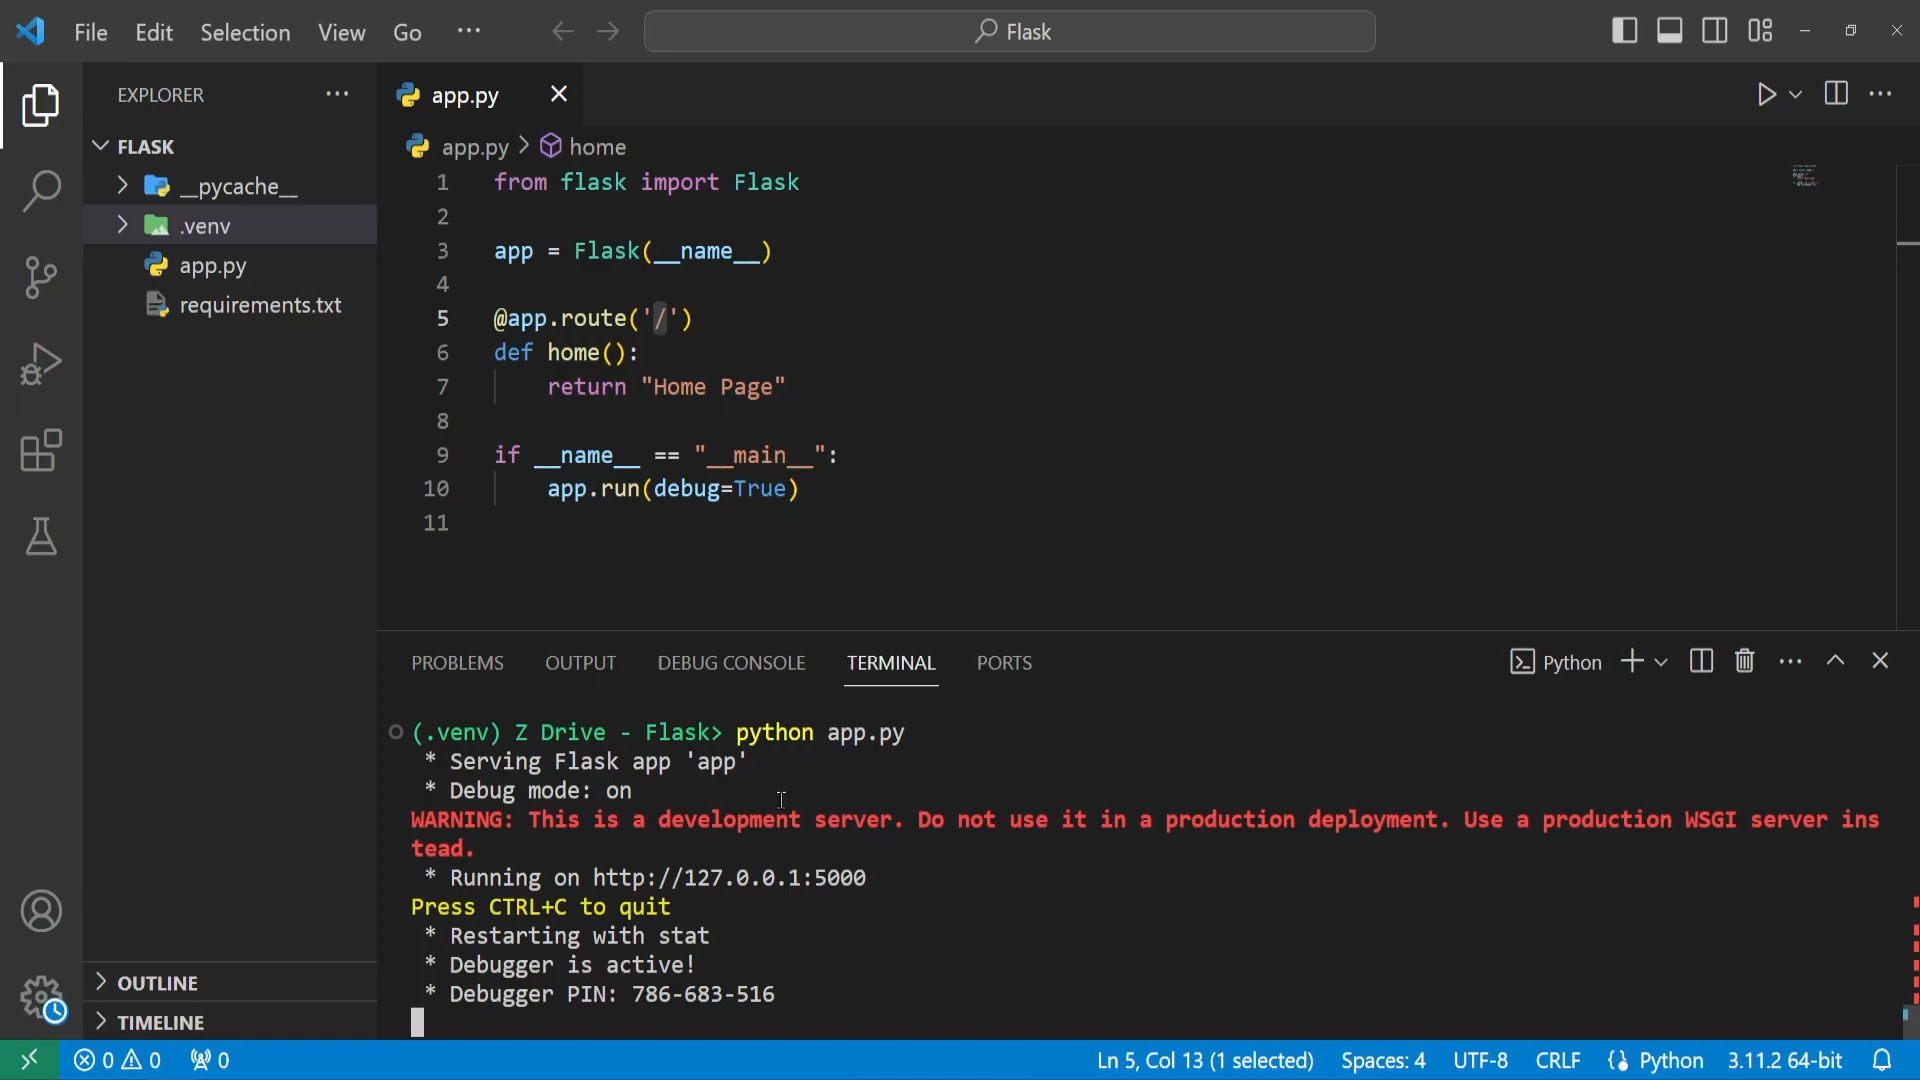 File Edit Selection View Go ··· Flask
EXPLORER ···
FLASK
__pycache__
.venv
app.py
requirements.txt
OUTLINE
TIMELINE
app.py
app.py > home
1 from flask import Flask
2
3 app = Flask(__name__)
4
5 @app.route('/')
6 def home():
7 return "Home Page"
8
9 if __name__ == "__main__":
10 app.run(debug=True)
11
PROBLEMS OUTPUT DEBUG CONSOLE TERMINAL PORTS Python
(.venv) Z Drive - Flask> python app.py
* Serving Flask app 'app'
* Debug mode: on
WARNING: This is a development server. Do not use it in a production deployment. Use a production WSGI server ins
tead.
* Running on http://127.0.0.1:5000
Press CTRL+C to quit
* Restarting with stat
* Debugger is active!
* Debugger PIN: 786-683-516
0 0 0 Ln 5, Col 13 (1 selected) Spaces: 4 UTF-8 CRLF Python 3.11.2 64-bit